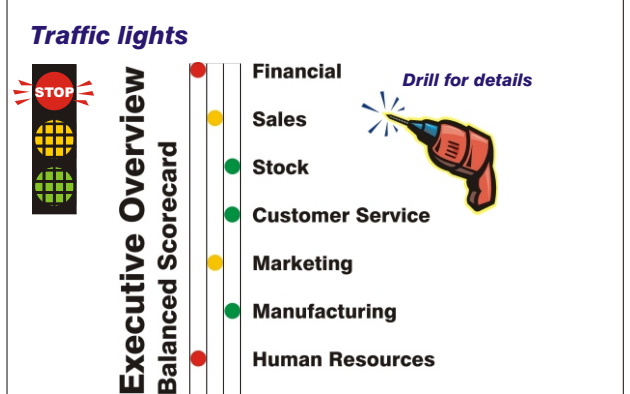 Traffic lights
STOP
Executive Overview
Balanced Scorecard
Financial
Drill for details
Sales
Stock
Customer Service
Marketing
Manufacturing
Human Resources